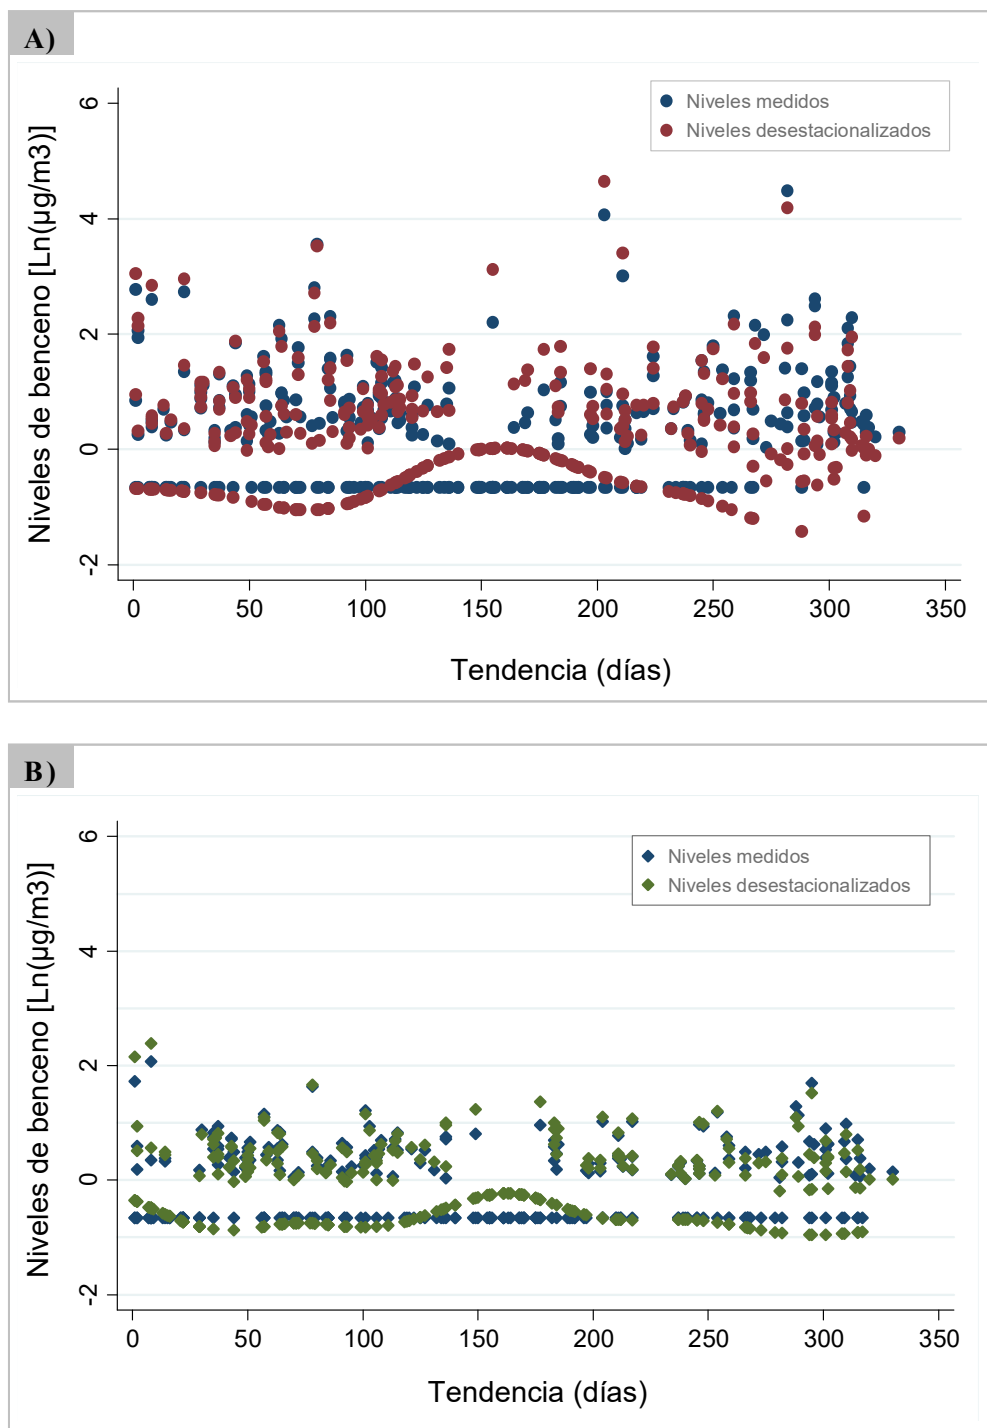 A)
Niveles de benceno [Ln(µg/m3)]
6
4
2
0
-2
Niveles medidos
Niveles desestacionalizados
0 50 100 150 200 250 300 350
Tendencia (días)
B)
Niveles de benceno [Ln(µg/m3)]
6
4
2
0
-2
Niveles medidos
Niveles desestacionalizados
0 50 100 150 200 250 300 350
Tendencia (días)